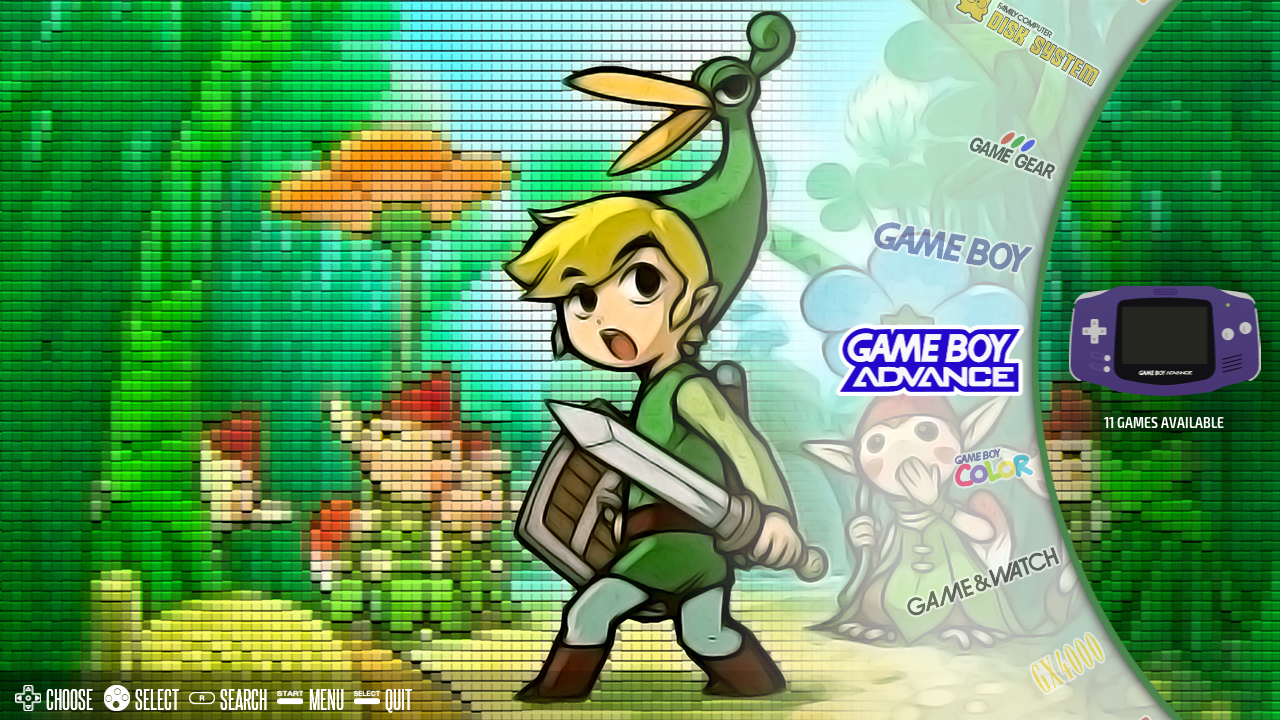 FAMILY COMPUTER
DISK SYSTEM
GAME GEAR
GAME BOY
GAME BOY
ADVANCE
GAME BOY ADVANCE
11 GAMES AVAILABLE
GAME BOY
COLOR
GAME & WATCH
GX4000
CHOOSE
SELECT
R
SEARCH
START
MENU
SELECT
QUIT